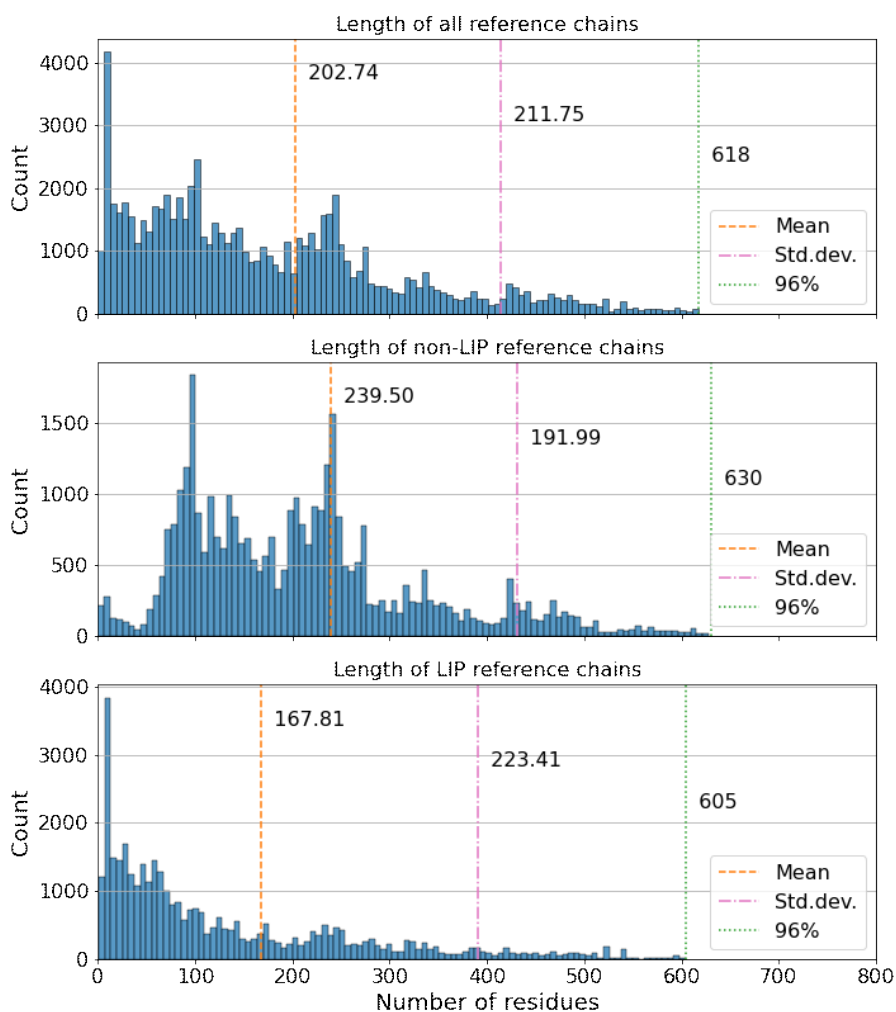 Length of all reference chains
4000
3000
2000
1000
0
Count
202.74
211.75
618
Mean
Std.dev.
96%
Length of non-LIP reference chains
1500
1000
500
0
Count
239.50
191.99
630
Mean
Std.dev.
96%
Length of LIP reference chains
4000
3000
2000
1000
0
Count
167.81
223.41
605
Mean
Std.dev.
96%
0 100 200 300 400 500 600 700 800
Number of residues